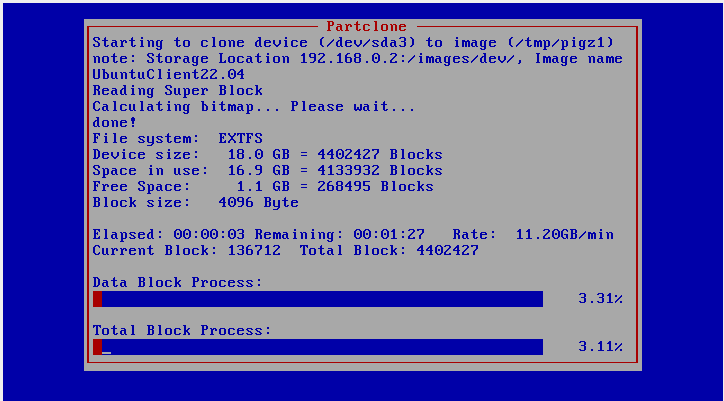 Partclone
Starting to clone device (/dev/sda3) to image (/tmp/pigz1)
note: Storage Location 192.168.0.2:/images/dev/, Image name
UbuntuClient22.04
Reading Super Block
Calculating bitmap... Please wait...
done!
File system:  EXTFS
Device size:   18.0 GB = 4402427 Blocks
Space in use:  16.9 GB = 4133932 Blocks
Free Space:     1.1 GB = 268495 Blocks
Block size:   4096 Byte
Elapsed: 00:00:03 Remaining: 00:01:27   Rate:  11.20GB/min
Current Block: 136712  Total Block: 4402427
Data Block Process:
3.31%
Total Block Process:
3.11%